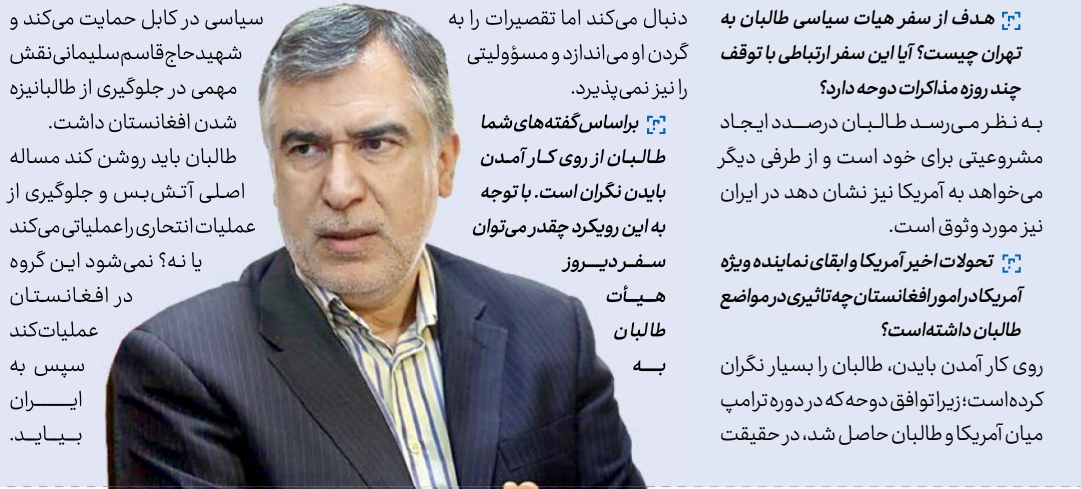 هدف از سفر هیات سیاسی طالبان به
تهران چیست؟ آیا این سفر ارتباطی با توقف
چند روزه مذاکرات دوحه دارد؟
به نظر می‌رسد طالبان درصدد ایجاد
مشروعیتی برای خود است و از طرفی دیگر
می‌خواهد به آمریکا نیز نشان دهد در ایران
نیز مورد وثوق است.
تحولات اخیر آمریکا و ابقای نماینده ویژه
آمریکا در امور افغانستان چه تاثیری در مواضع
طالبان داشته است؟
روی کار آمدن بایدن، طالبان را بسیار نگران
کرده است؛ زیرا توافق دوحه که در دوره ترامپ
میان آمریکا و طالبان حاصل شد، در حقیقت
دنبال می‌کند اما تقصیرات را به
گردن او می‌اندازد و مسؤولیتی
را نیز نمی‌پذیرد.
براساس گفته‌های شما
طالبان از روی کار آمدن
بایدن نگران است. با توجه
به این رویکرد چقدر می‌توان
سفر دیروز
هیأت
طالبان
به
سیاسی در کابل حمایت می‌کند و
شهید حاج قاسم سلیمانی نقش
مهمی در جلوگیری از طالبانیزه
شدن افغانستان داشت.
طالبان باید روشن کند مساله
اصلی آتش‌بس و جلوگیری از
عملیات انتحاری را عملیاتی می‌کند
یا نه؟ نمی‌شود این گروه
در افغانستان
عملیات کند
سپس به
ایران
بیاید.